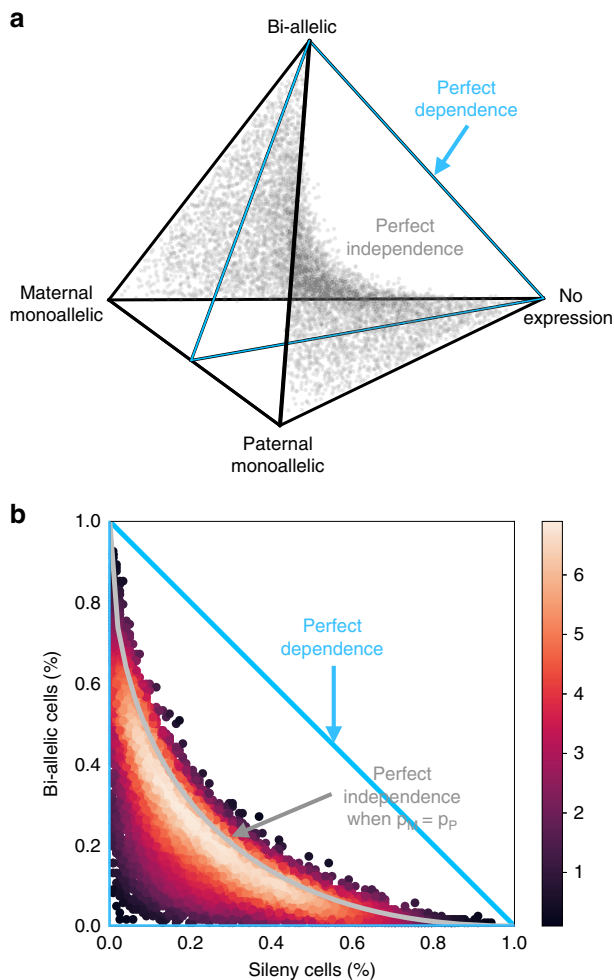 a
Bi-allelic
Perfect
dependence
Perfect
independence
Maternal
monoallelic
No
expression
Paternal
monoallelic
b
1.0
0.8
0.6
0.4
0.2
0.0
Bi-allelic cells (%)
Perfect
dependence
Perfect
independence
when pM = pP
0.0
0.2
0.4
0.6
0.8
1.0
Sileny cells (%)
6
5
4
3
2
1